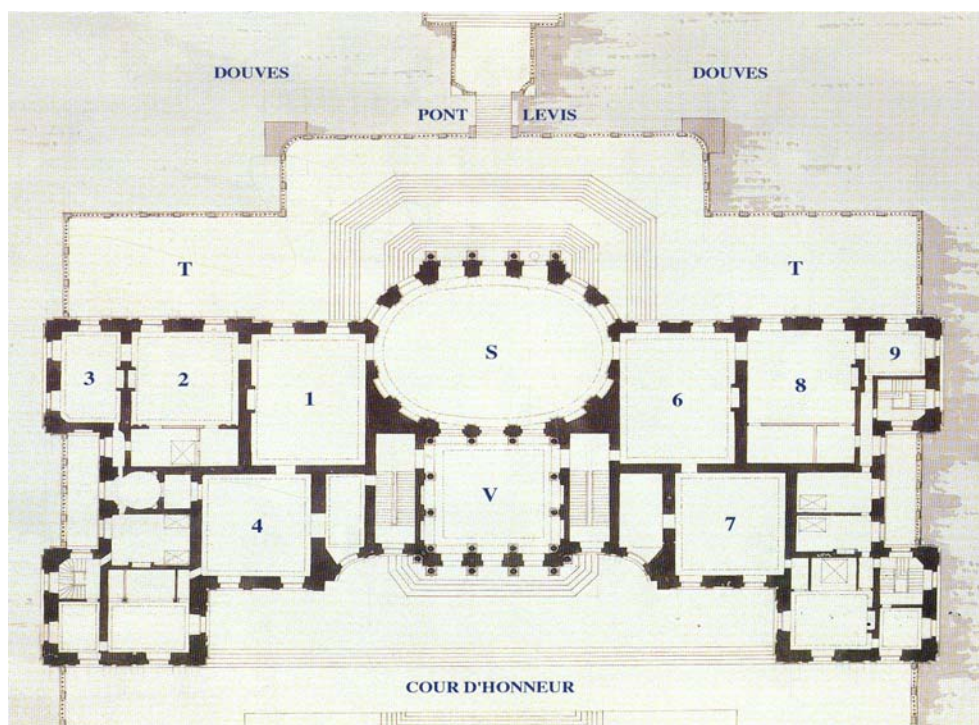 DOUVES DOUVES
PONT LEVIS
T T
S
9
3 2 1 6 8
V
4 7
COUR D'HONNEUR